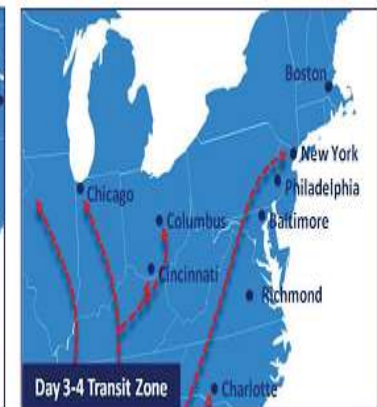 Boston
New York
Philadelphia
Chicago
Columbus
Baltimore
Cincinnati
Richmond
Day 3-4 Transit Zone
Charlotte